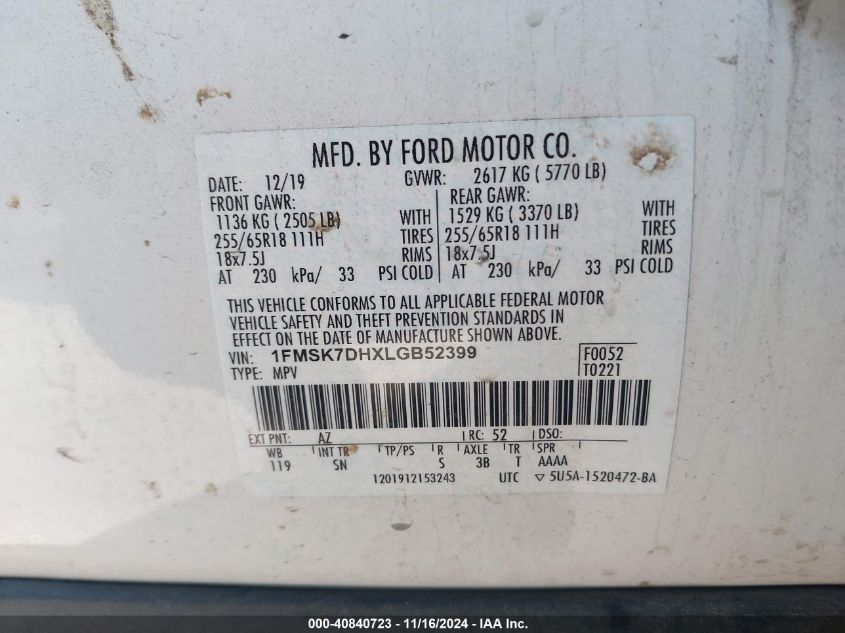 MFD. BY FORD MOTOR CO.
DATE: 12/19 GVWR: 2617 KG ( 5770 LB)
FRONT GAWR: REAR GAWR:
1136 KG ( 2505 LB) WITH 1529 KG ( 3370 LB) WITH
255/65R18 111H TIRES 255/65R18 111H TIRES
18x7.5J RIMS 18x7.5J RIMS
AT 230 kPa/ 33 PSI COLD AT 230 kPa/ 33 PSI COLD
THIS VEHICLE CONFORMS TO ALL APPLICABLE FEDERAL MOTOR
VEHICLE SAFETY AND THEFT PREVENTION STANDARDS IN
EFFECT ON THE DATE OF MANUFACTURE SHOWN ABOVE.
VIN: 1FMSK7DHXLGB52399 F0052
TYPE: MPV T0221
EXT PNT: AZ RC: 52 DSO:
WB INT TR TP/PS R AXLE TR SPR
119 SN S 3B T AAAA
1201912153243 UTC ▽ 5U5A-1520472-BA
000-40840723 - 11/16/2024 - IAAI Inc.